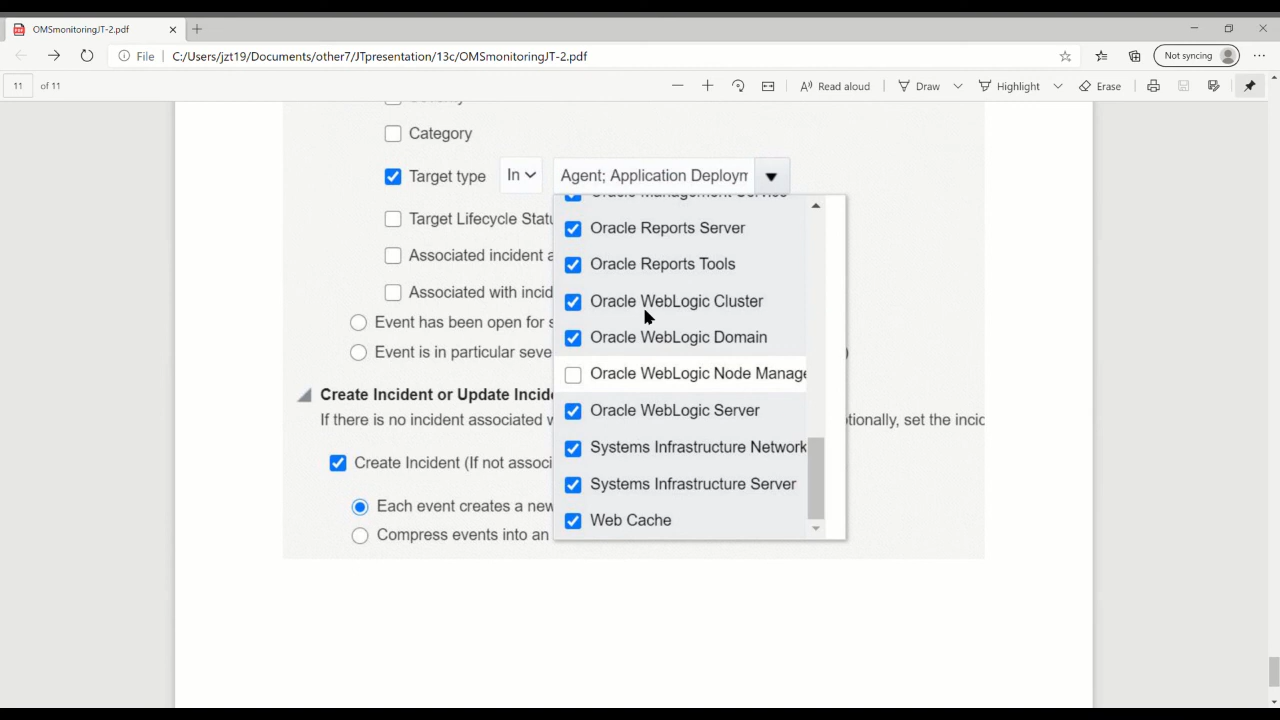 OMSmonitoringJT-2.pdf
File
C:/Users/jzt19/Documents/other7/JTpresentation/13c/OMSmonitoringJT-2.pdf
Not syncing
11 of 11
Read aloud
Draw
Highlight
Erase
Category
Target type In Agent; Application Deploym
Oracle Management Service
Oracle Reports Server
Target Lifecycle Statu
Associated incident a
Oracle Reports Tools
Associated with incid
Oracle WebLogic Cluster
Event has been open for s
Oracle WebLogic Domain
Event is in particular seve )
Oracle WebLogic Node Manage
Create Incident or Update Incide
Oracle WebLogic Server
If there is no incident associated w tionally, set the incid
Systems Infrastructure Network
Create Incident (If not associ
Systems Infrastructure Server
Each event creates a new
Web Cache
Compress events into an